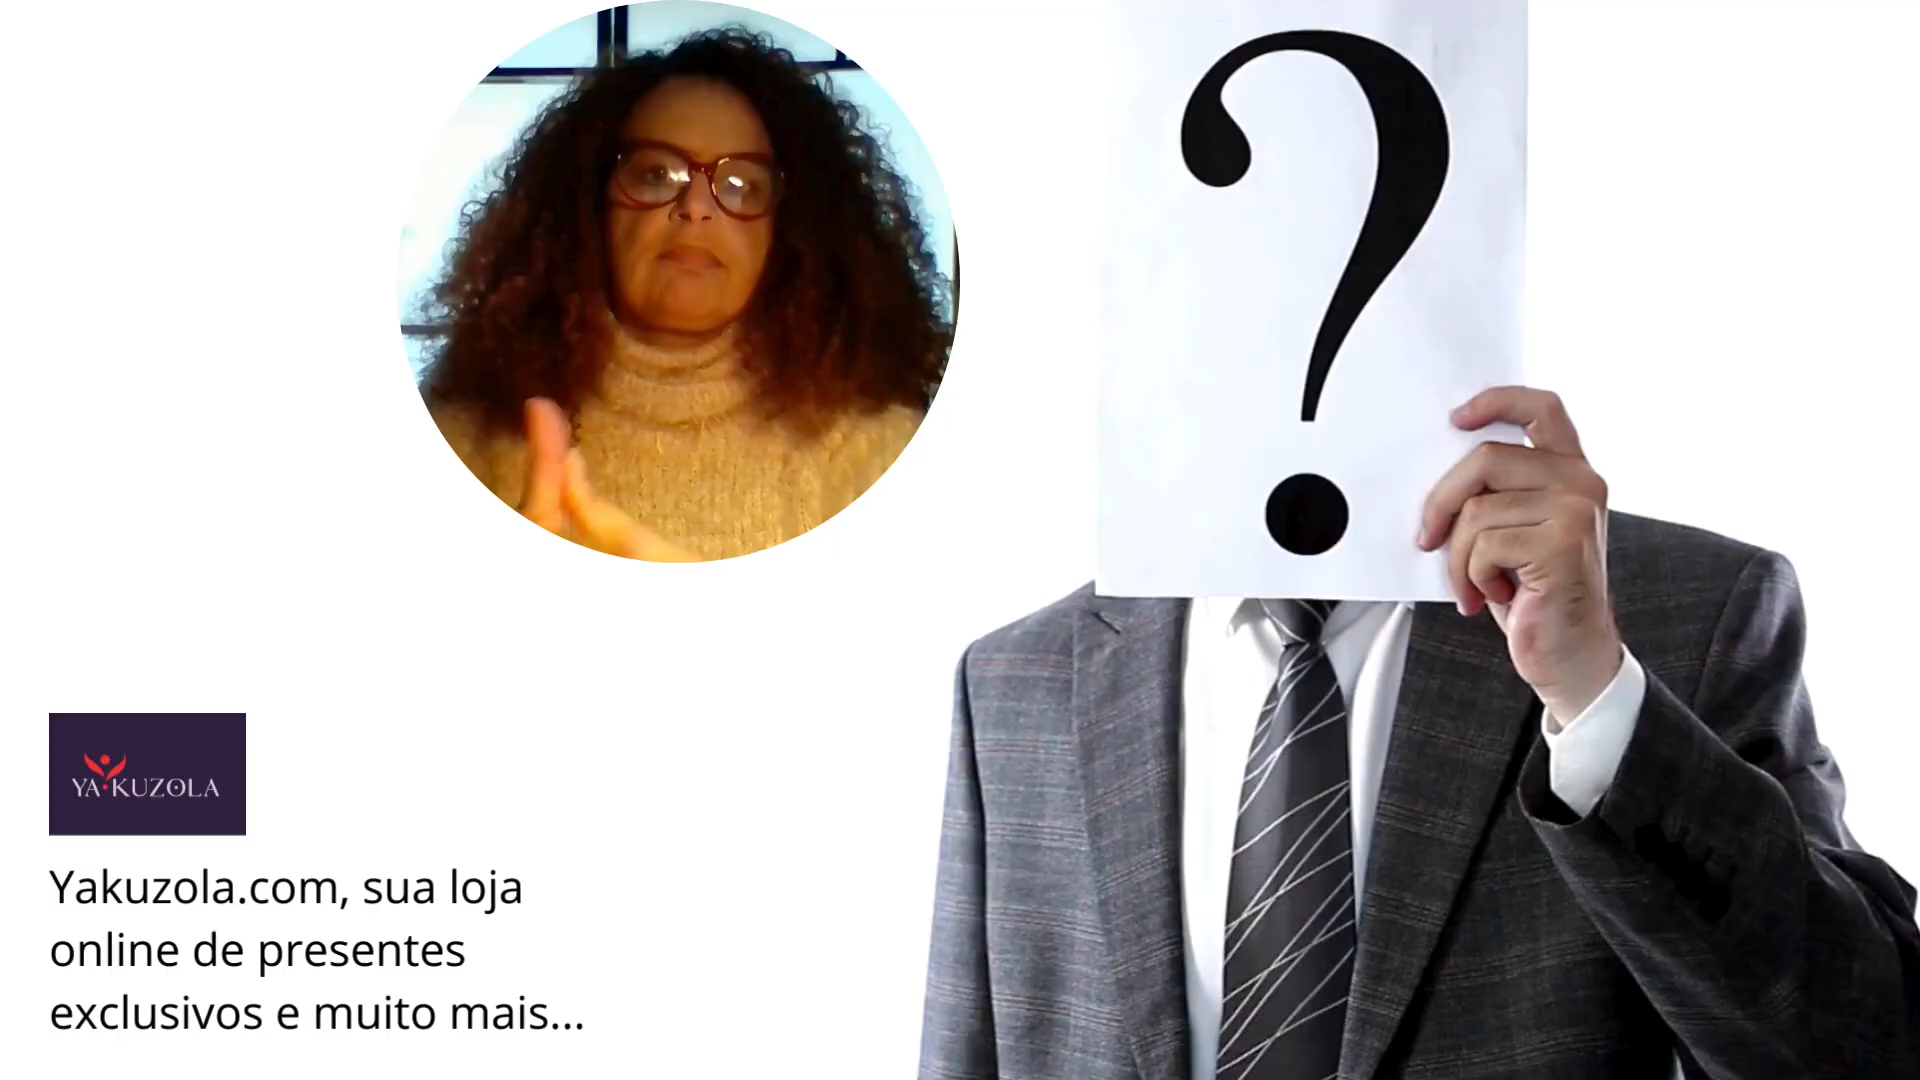 ?
YA KUZOLA
Yakuzola.com, sua loja
online de presentes
exclusivos e muito mais...